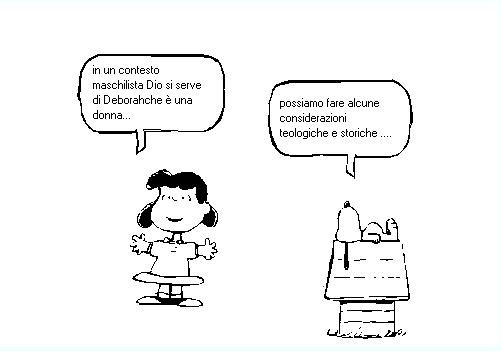 in un contesto
maschilista Dio si serve
di Deborahche è una
donna...
possiamo fare alcune
considerazioni
teologiche e storiche ....